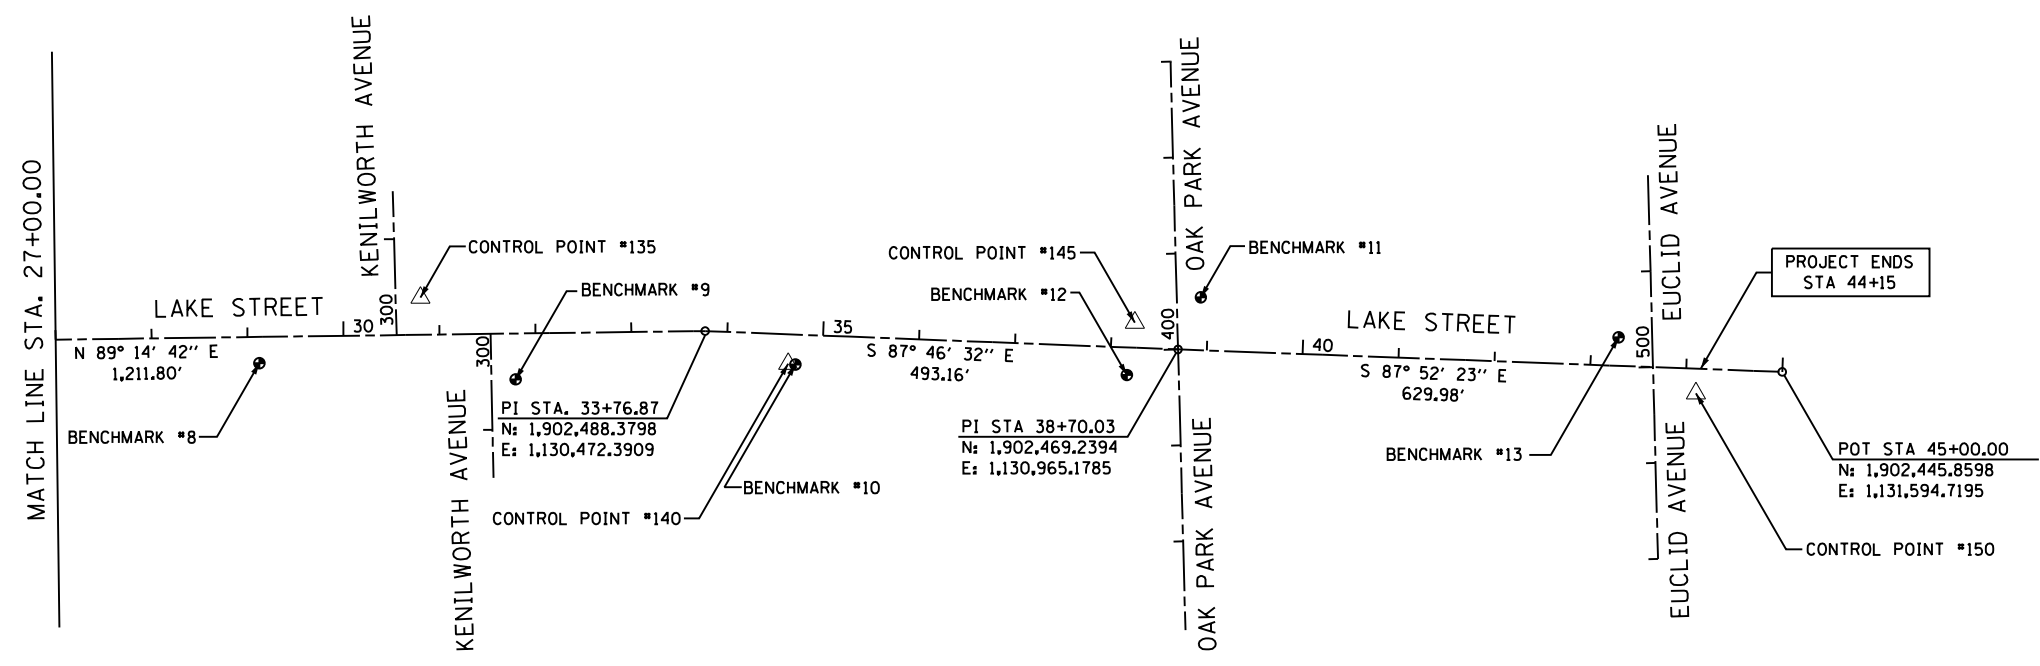 MATCH LINE STA. 27+00.00
LAKE STREET
N 89° 14' 42'' E
1,211.80'
BENCHMARK #8
KENILWORTH AVENUE
300
30
CONTROL POINT #135
BENCHMARK #9
300
KENILWORTH AVENUE
PI STA. 33+76.87
N: 1,902,488.3798
E: 1,130,472.3909
BENCHMARK #10
CONTROL POINT #140
35
S 87° 46' 32'' E
493.16'
CONTROL POINT #145
BENCHMARK #12
PI STA 38+70.03
N: 1,902,469.2394
E: 1,130,965.1785
OAK PARK AVENUE
400
OAK PARK AVENUE
BENCHMARK #11
LAKE STREET
40
S 87° 52' 23'' E
629.98'
BENCHMARK #13
EUCLID AVENUE
500
EUCLID AVENUE
PROJECT ENDS
STA 44+15
POT STA 45+00.00
N: 1,902,445.8598
E: 1,131,594.7195
CONTROL POINT #150